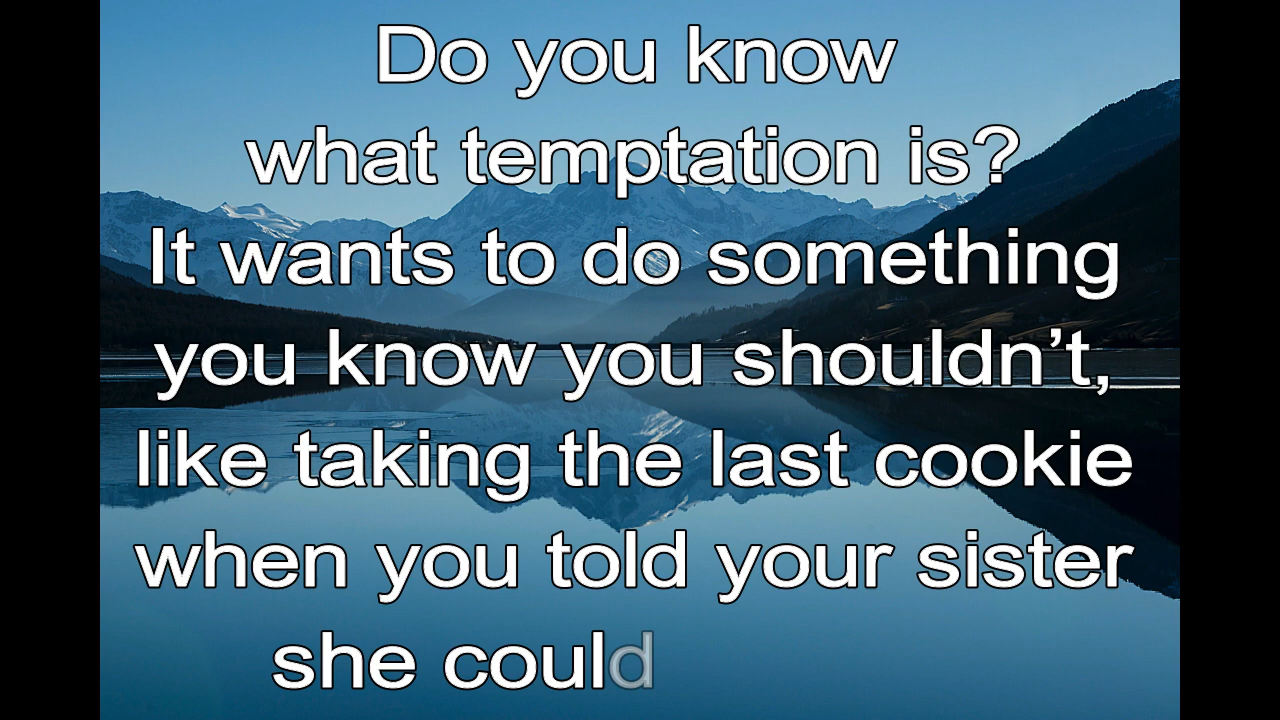 Do you know
what temptation is?
It wants to do something
you know you shouldn’t,
like taking the last cookie
when you told your sister
she could